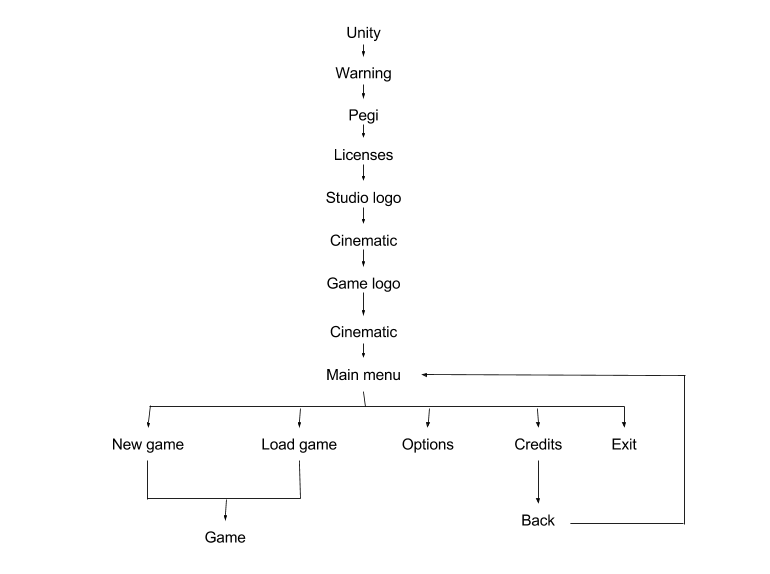 Unity
Warning
Pegi
Licenses
Studio logo
Cinematic
Game logo
Cinematic
Main menu
New game
Load game
Options
Credits
Exit
Back
Game